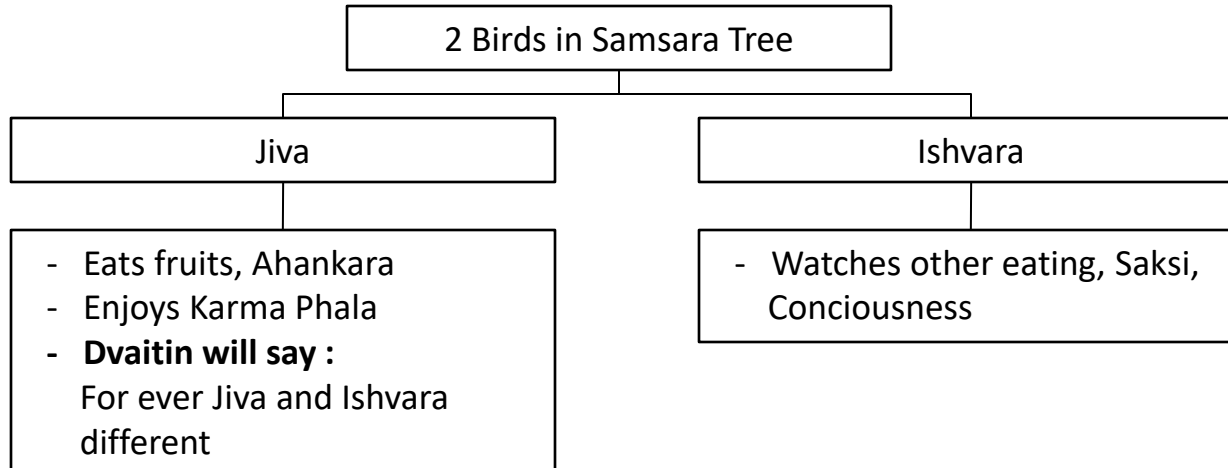 2 Birds in Samsara Tree
Jiva
Ishvara
- Eats fruits, Ahankara
- Enjoys Karma Phala
- Dvaitin will say :
For ever Jiva and Ishvara
different
- Watches other eating, Saksi,
Conciousness